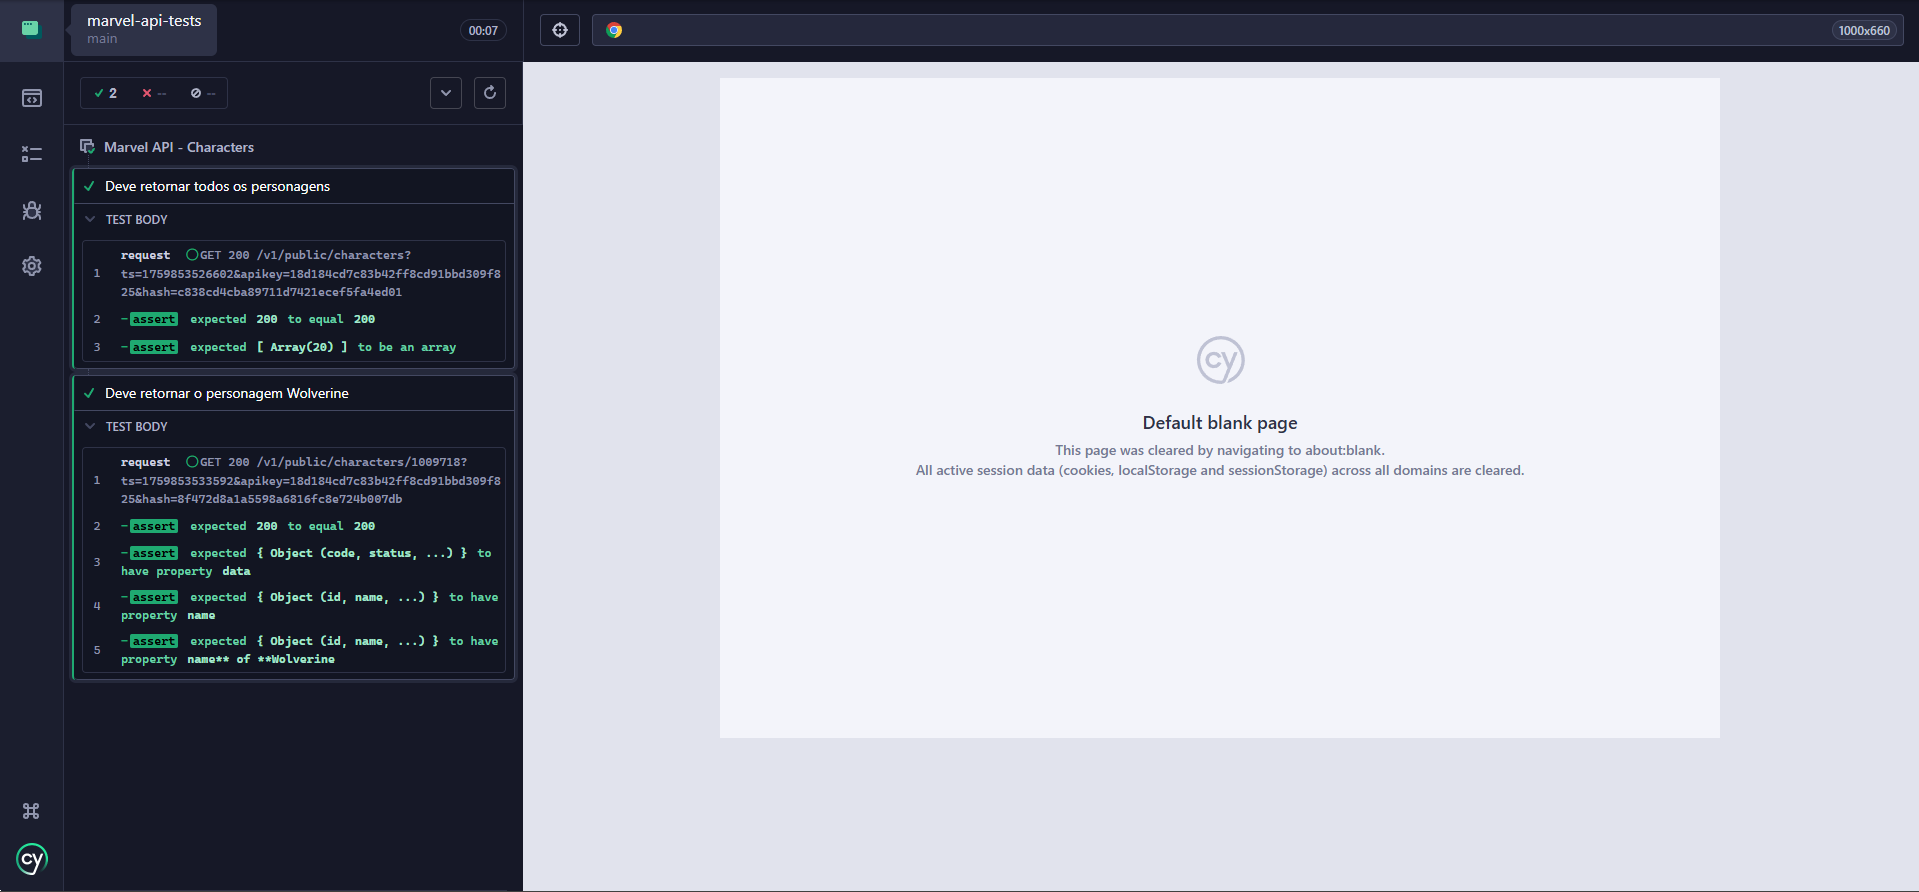 marvel-api-tests
main
00:07
1000x660
2 -- --
Marvel API - Characters
Deve retornar todos os personagens
TEST BODY
1 request GET 200 /v1/public/characters?
ts=1759853526602&apikey=18d184cd7c83b42ff8cd91bbd309f8
25&hash=c838cd4cba89711d7421ecef5fa4ed01
2 -assert expected 200 to equal 200
3 -assert expected [ Array(20) ] to be an array
Deve retornar o personagem Wolverine
TEST BODY
1 request GET 200 /v1/public/characters/1009718?
ts=1759853533592&apikey=18d184cd7c83b42ff8cd91bbd309f8
25&hash=8f472d8a1a5598a6816fc8e724b007db
2 -assert expected 200 to equal 200
3 -assert expected { Object (code, status, ...) } to
have property data
4 -assert expected { Object (id, name, ...) } to have
property name
5 -assert expected { Object (id, name, ...) } to have
property name** of **Wolverine
cy
cy
Default blank page
This page was cleared by navigating to about:blank.
All active session data (cookies, localStorage and sessionStorage) across all domains are cleared.